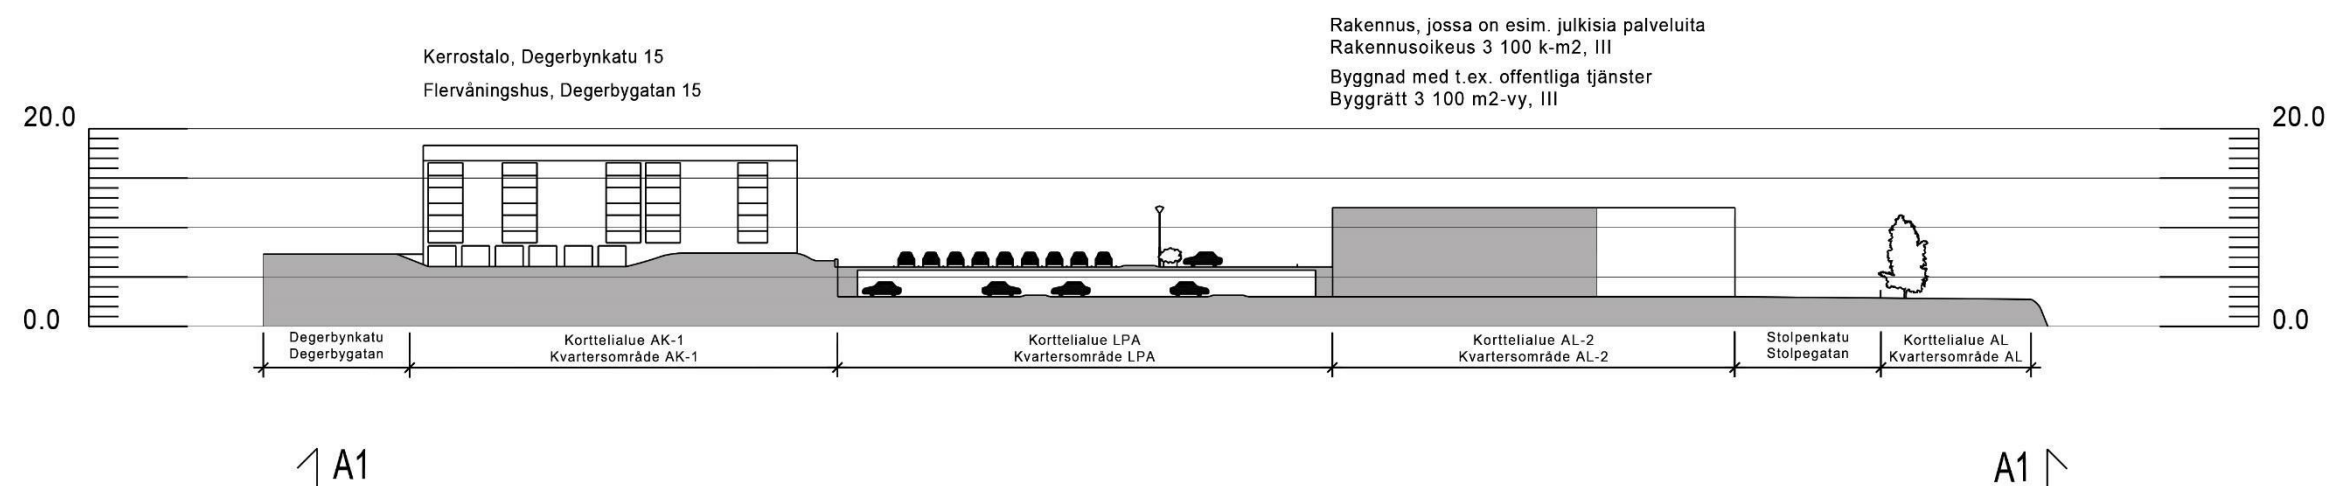 Kerrostalo, Degerbynkatu 15
Flervåningshus, Degerbygatan 15
Rakennus, jossa on esim. julkisia palveluita
Rakennusoikeus 3 100 k-m2, III
Byggnad med t.ex. offentliga tjänster
Byggrätt 3 100 m2-vy, III
20.0
20.0
0.0
0.0
Degerbynkatu
Degerbygatan
Korttelialue AK-1
Kvartersområde AK-1
Korttelialue LPA
Kvartersområde LPA
Korttelialue AL-2
Kvartersområde AL-2
Stolpenkatu
Stolpegatan
Korttelialue AL
Kvartersområde AL
A1
A1